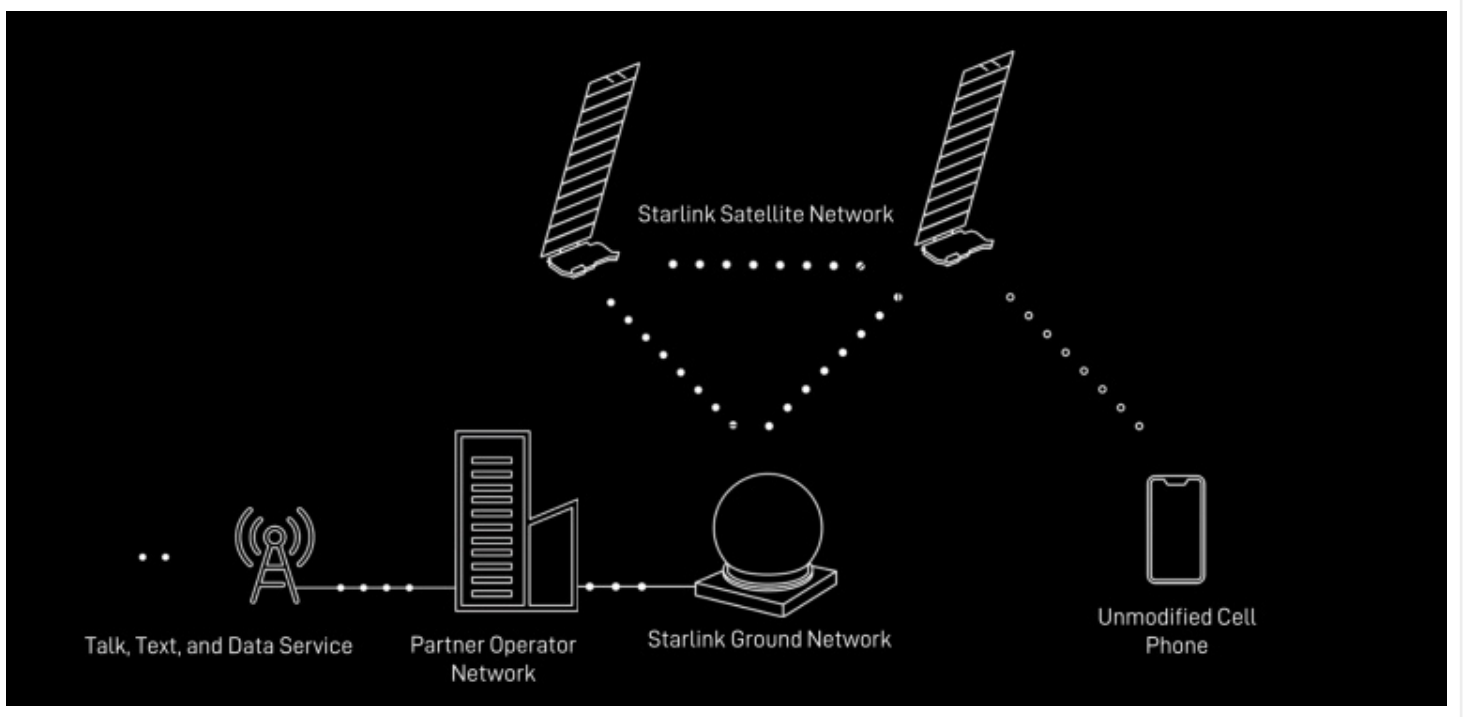 Starlink Satellite Network
Talk, Text, and Data Service
Partner Operator
Network
Starlink Ground Network
Unmodified Cell
Phone